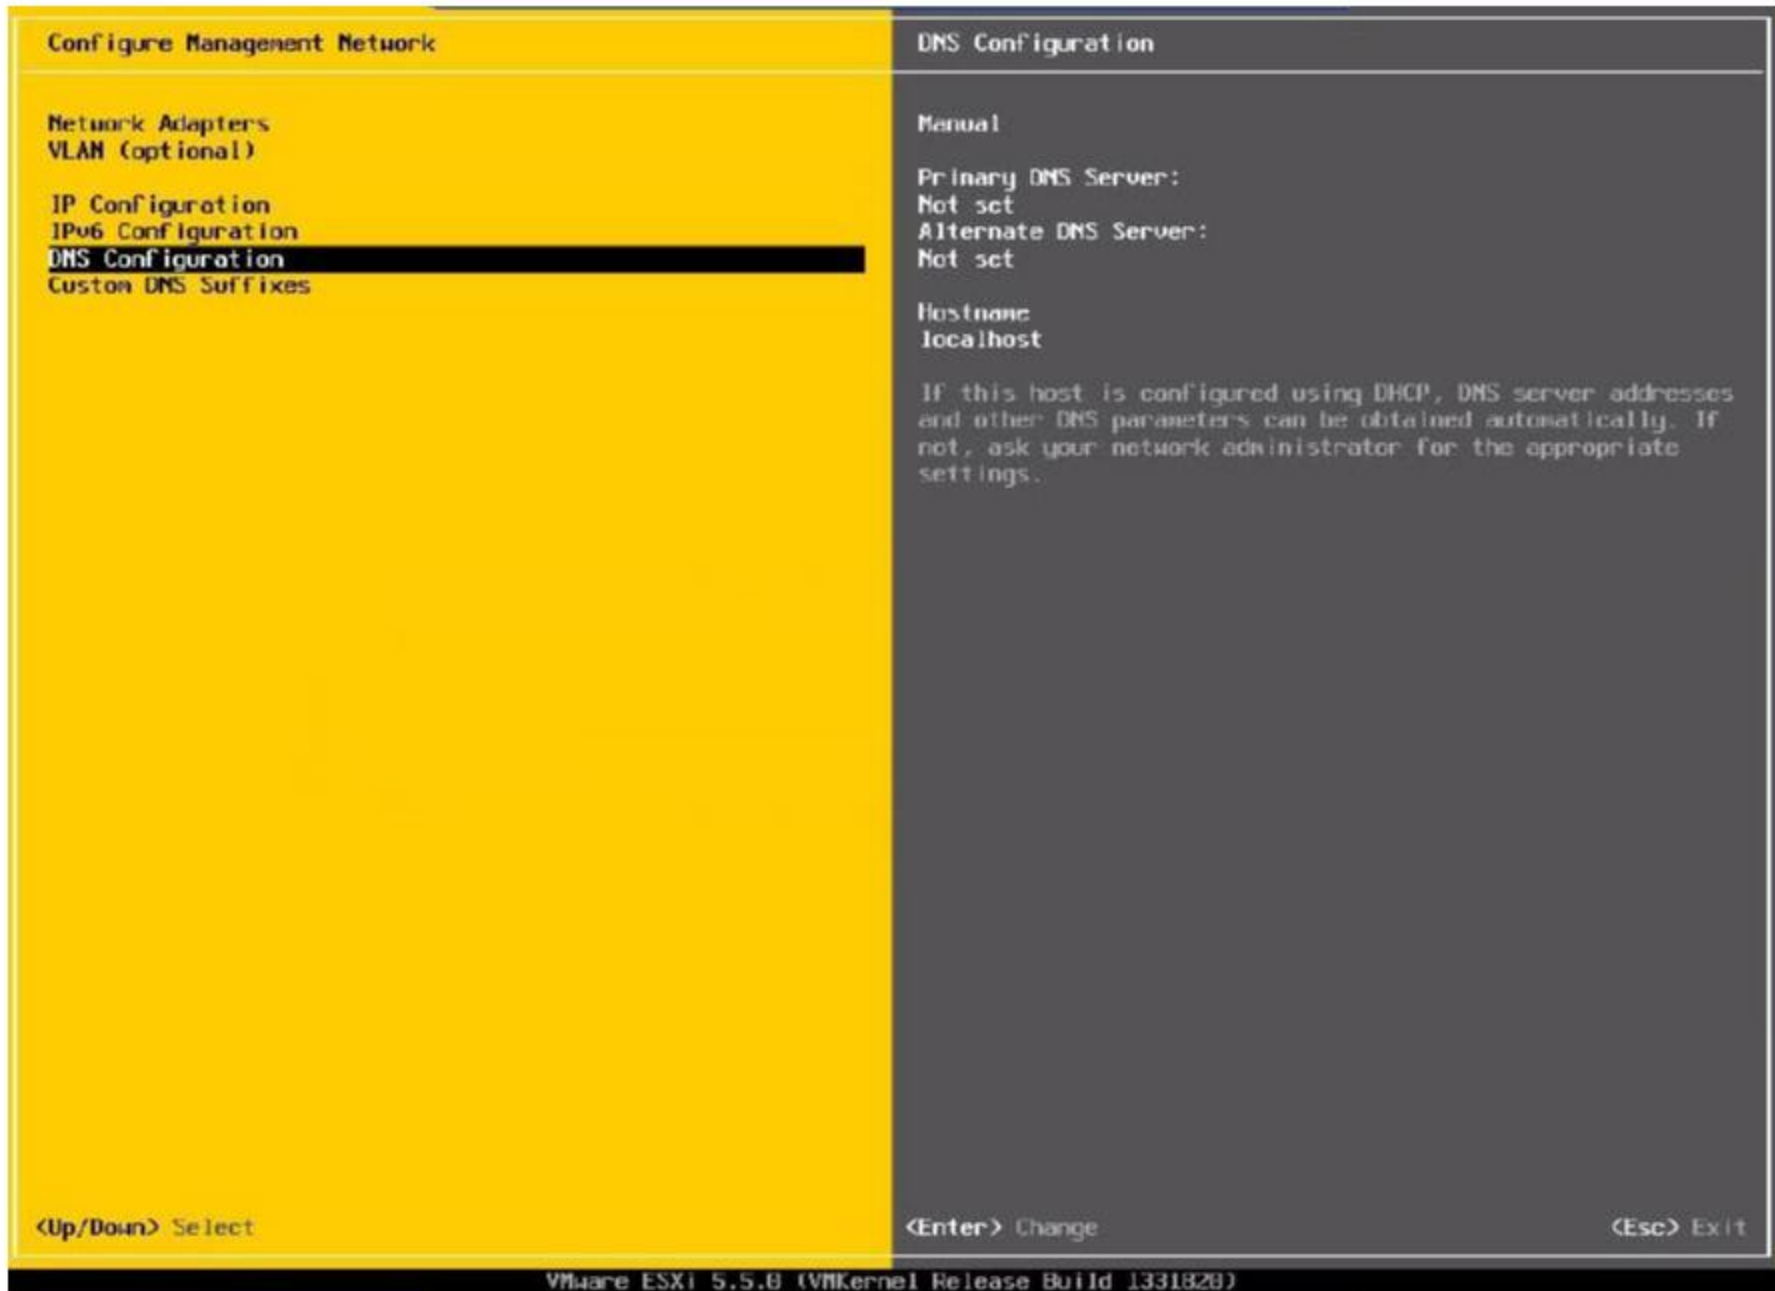 Configure Management Network
Network Adapters
VLAN (optional)
IP Configuration
IPv6 Configuration
DNS Configuration
Custom DNS Suffixes
<Up/Down> Select
DNS Configuration
Manual
Primary DNS Server:
Not set
Alternate DNS Server:
Not set
Hostname
localhost
If this host is configured using DHCP, DNS server addresses
and other DNS parameters can be obtained automatically. If
not, ask your network administrator for the appropriate
settings.
<Enter> Change
<Esc> Exit
VMware ESXi 5.5.0 (VMKernel Release Build 1331820)